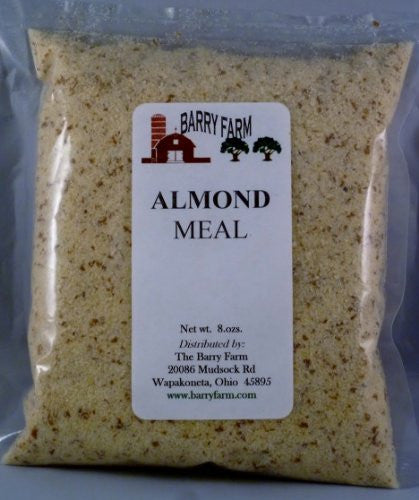 BARRY FARM
ALMOND
MEAL
Net wt. 8.ozs.
Distributed by:
The Barry Farm
20086 Mudsock Rd
Wapakoneta, Ohio 45895
www.barryfarm.com